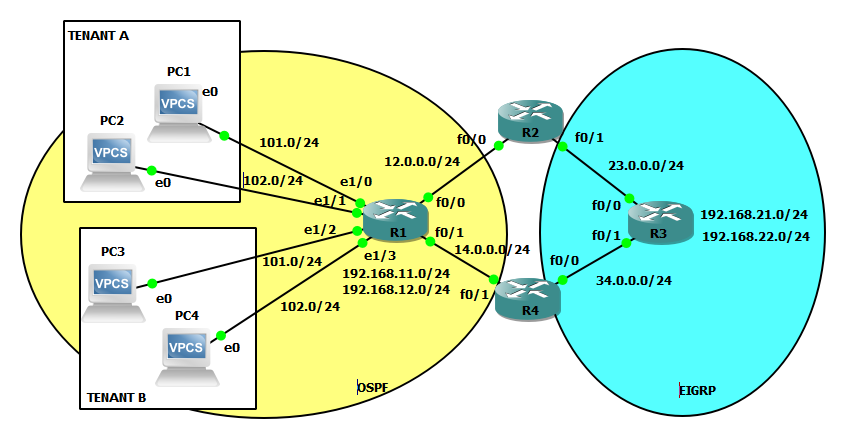 TENANT A
PC1
e0
VPCS
PC2
VPCS
e0
101.0/24
102.0/24
e1/0
e1/1
e1/2
e1/3
R1
f0/0
f0/1
12.0.0.0/24
14.0.0.0/24
192.168.11.0/24
192.168.12.0/24
PC3
VPCS
e0
101.0/24
PC4
VPCS
e0
102.0/24
TENANT B
OSPF
f0/0
R2
f0/1
23.0.0.0/24
f0/0
R3
f0/1
192.168.21.0/24
192.168.22.0/24
f0/0
34.0.0.0/24
f0/1
R4
EIGRP